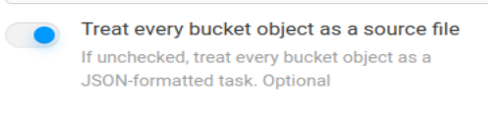 Treat every bucket object as a source file
If unchecked, treat every bucket object as a
JSON-formatted task. Optional